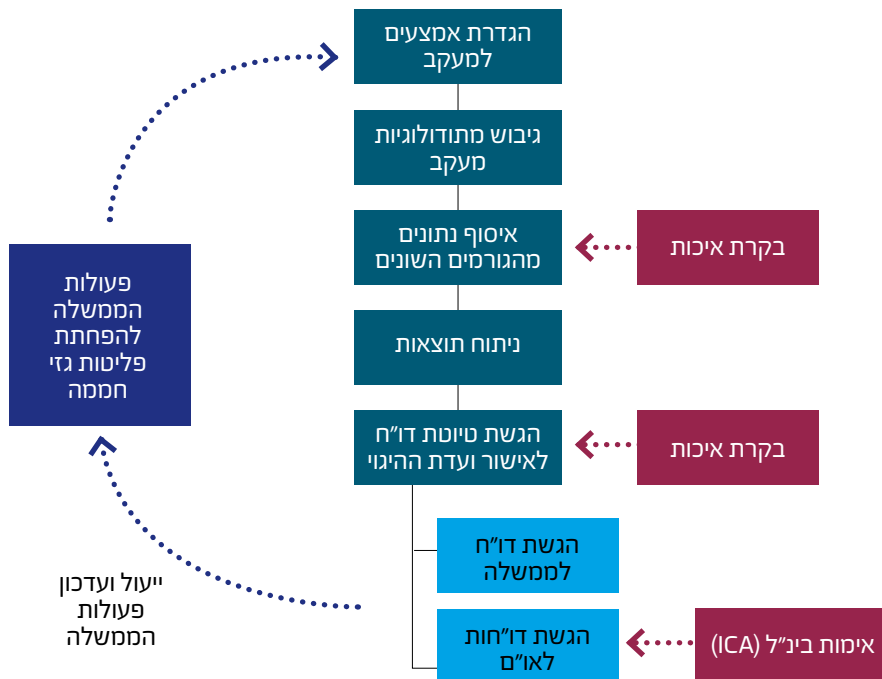 הגדרת אמצעים
למעקב
גיבוש מתודולוגיות
מעקב
איסוף נתונים
מהגורמים השונים
בקרת איכות
ניתוח תוצאות
הגשת טיוטת דו"ח
לאישור ועדת ההיגוי
בקרת איכות
הגשת דו"ח
לממשלה
הגשת דו"חות
לאו"ם
אימות בינ"ל (ICA)
ייעול ועדכון
פעולות
הממשלה
פעולות
הממשלה
להפחתת
פליטות גזי
חממה